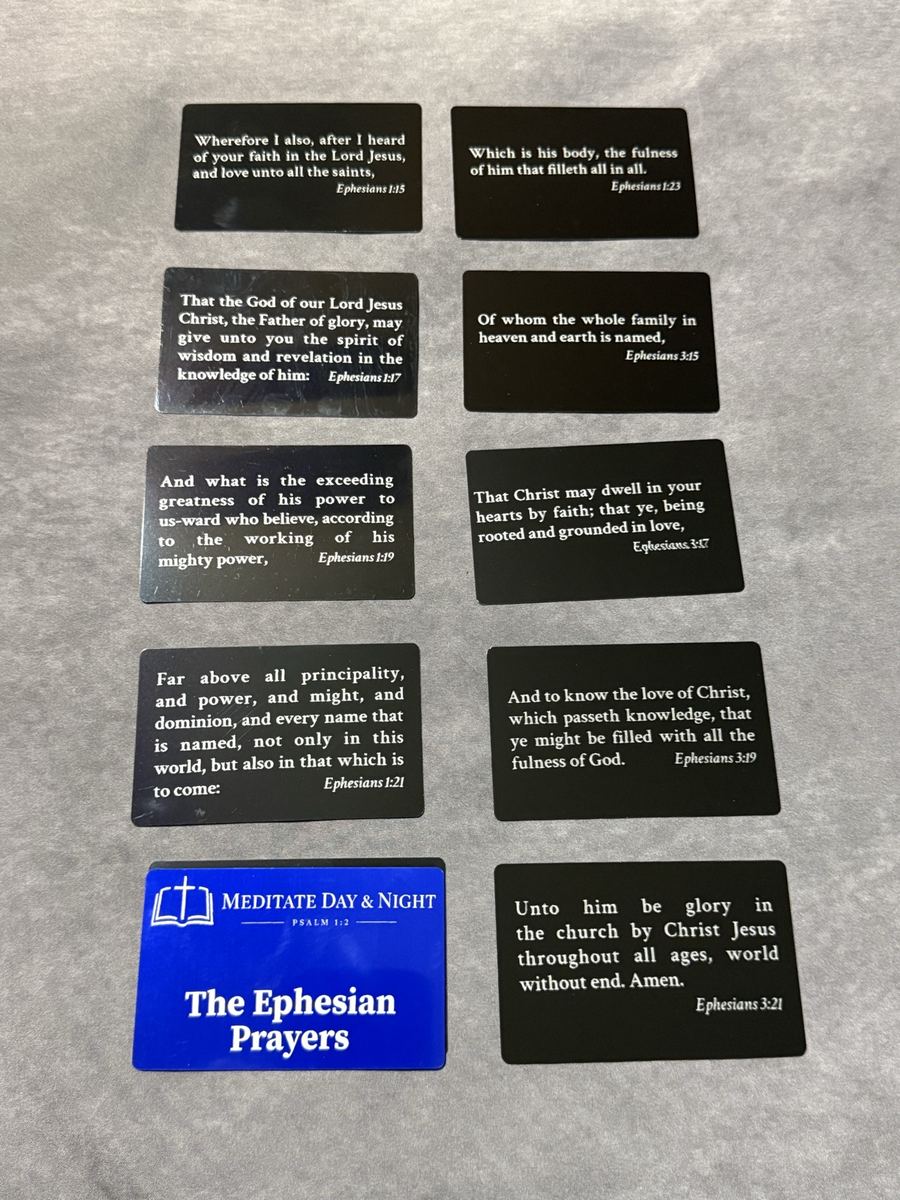 Wherefore I also, after I heard
of your faith in the Lord Jesus,
and love unto all the saints,
Ephesians 1:15
Which is his body, the fulness
of him that filleth all in all.
Ephesians 1:23
That the God of our Lord Jesus
Christ, the Father of glory, may
give unto you the spirit of
wisdom and revelation in the
knowledge of him: Ephesians 1:17
Of whom the whole family in
heaven and earth is named,
Ephesians 3:15
And what is the exceeding
greatness of his power to
us-ward who believe, according
to the working of his
mighty power, Ephesians 1:19
That Christ may dwell in your
hearts by faith; that ye, being
rooted and grounded in love,
Ephesians 3:17
Far above all principality,
and power, and might, and
dominion, and every name that
is named, not only in this
world, but also in that which is
to come: Ephesians 1:21
And to know the love of Christ,
which passeth knowledge, that
ye might be filled with all the
fulness of God. Ephesians 3:19
MEDITATE DAY & NIGHT
PSALM 1:2
The Ephesian
Prayers
Unto him be glory in
the church by Christ Jesus
throughout all ages, world
without end. Amen.
Ephesians 3:21